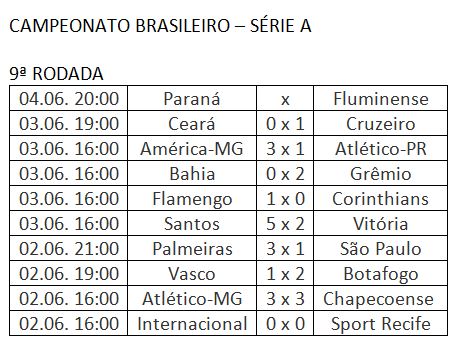 CAMPEONATO BRASILEIRO – SÉRIE A
9ª RODADA
04.06. 20:00 Paraná x Fluminense
03.06. 19:00 Ceará 0 x 1 Cruzeiro
03.06. 16:00 América-MG 3 x 1 Atlético-PR
03.06. 16:00 Bahia 0 x 2 Grêmio
03.06. 16:00 Flamengo 1 x 0 Corinthians
03.06. 16:00 Santos 5 x 2 Vitória
02.06. 21:00 Palmeiras 3 x 1 São Paulo
02.06. 19:00 Vasco 1 x 2 Botafogo
02.06. 16:00 Atlético-MG 3 x 3 Chapecoense
02.06. 16:00 Internacional 0 x 0 Sport Recife